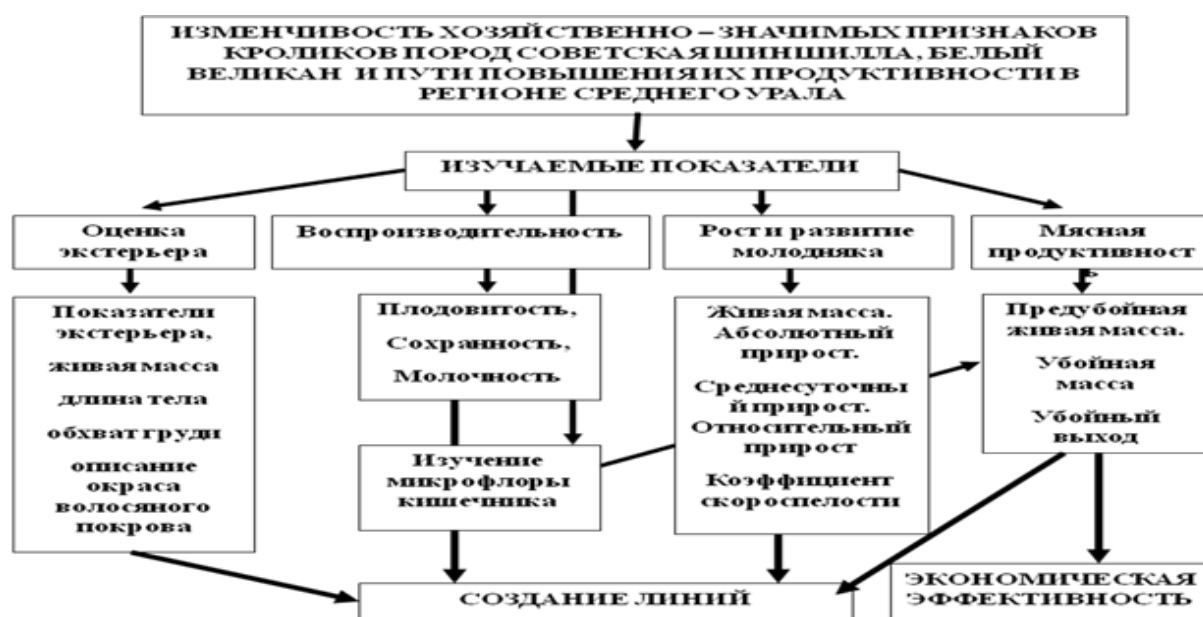 ИЗМЕНЧИВОСТЬ ХОЗЯЙСТВЕННО – ЗНАЧИМЫХ ПРИЗНАКОВ
КРОЛИКОВ ПОРОД СОВЕТСКАЯ ШИНШИЛЛА, БЕЛЫЙ
ВЕЛИКАН И ПУТИ ПОВЫШЕНИЯ ИХ ПРОДУКТИВНОСТИ В
РЕГИОНЕ СРЕДНЕГО УРАЛА
ИЗУЧАЕМЫЕ ПОКАЗАТЕЛИ
Оценка
экстерьера
Воспроизводительность
Рост и развитие
молодняка
Мясная
продуктивност
ь
Показатели
экстерьера,
живая масса
длина тела
обхват груди
описание
окраса
волосяного
покрова
Плодовитость,
Сохранность,
Молочность
Изучение
микрофлоры
кишечника
Живая масса.
Абсолютный
прирост.
Среднесуточны
й прирост.
Относительный
прирост
Коэффициент
скороспелости
Предубойная
живая масса.
Убойная
масса
Убойный
выход
СОЗДАНИЕ ЛИНИЙ
ЭКОНОМИЧЕСКАЯ
ЭФФЕКТИВНОСТЬ